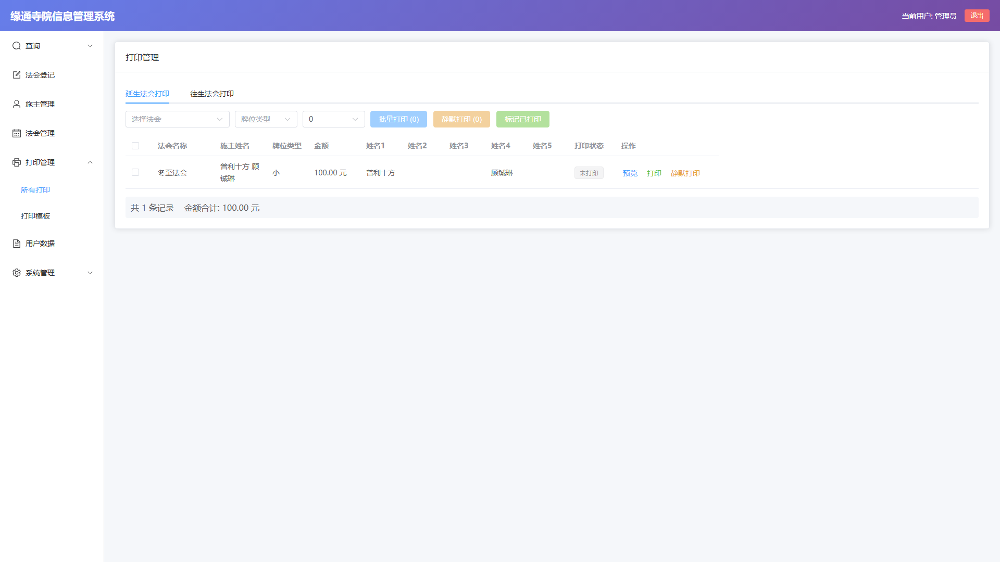 缘通寺院信息管理系统
当前用户: 管理员
退出
查询
法会登记
施主管理
法会管理
打印管理
所有打印
打印模板
用户数据
系统管理
打印管理
延生法会打印 往生法会打印
选择法会 牌位类型 0 批量打印 (0) 静默打印 (0) 标记已打印
法会名称 施主姓名 牌位类型 金额 姓名1 姓名2 姓名3 姓名4 姓名5 打印状态 操作
冬至法会 普利十方 顾铖琳 小 100.00 元 普利十方 顾铖琳 未打印 预览 打印 静默打印
共 1 条记录 金额合计: 100.00 元